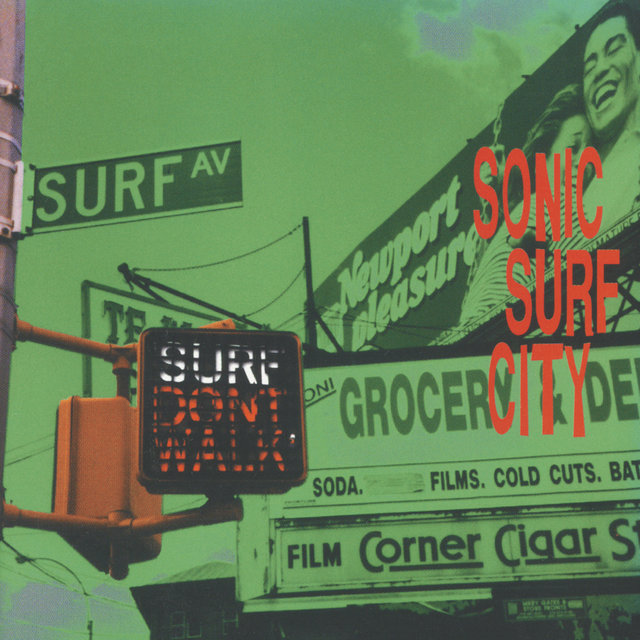 SURF AV
Newport
pleasure
SONIC
SURF
CITY
SURF
DONT
WALK
GROCERY & DE
SODA. FILMS. COLD CUTS. BAT
FILM Corner Cigar St